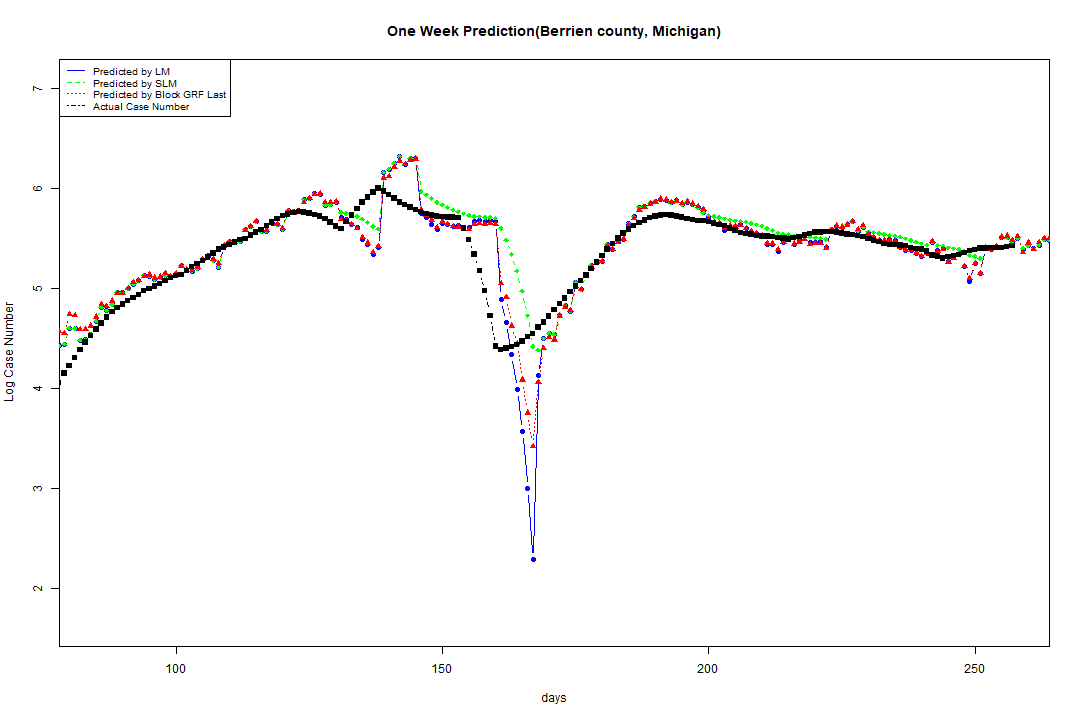 One Week Prediction(Berrien county, Michigan)
Predicted by LM
Predicted by SLM
Predicted by Block GRF Last
Actual Case Number
7
6
5
4
3
2
Log Case Number
100
150
200
250
days